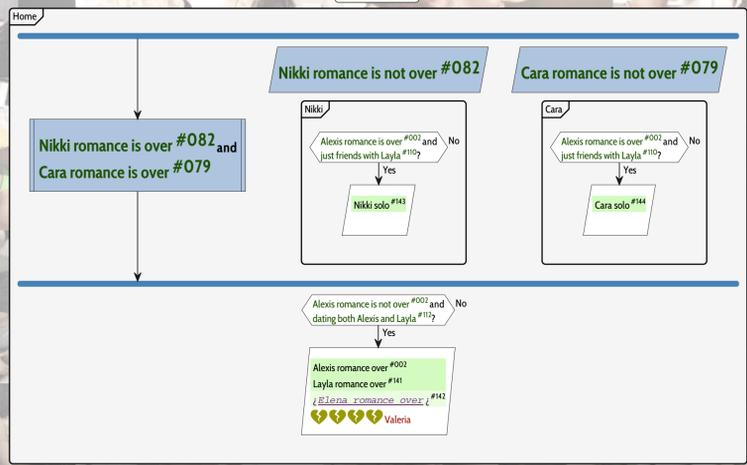 Home
Nikki romance is not over #082
Cara romance is not over #079
Nikki romance is over #082 and
Cara romance is over #079
Nikki
Alexis romance is over #002 and
just friends with Layla #110?
No
Yes
Nikki solo #143
Cara
Alexis romance is over #002 and
just friends with Layla #110?
No
Yes
Cara solo #144
Alexis romance is not over #002 and
dating both Alexis and Layla #112?
No
Yes
Alexis romance over #002
Layla romance over #141
¿Elena romance over¿ #142
Valeria